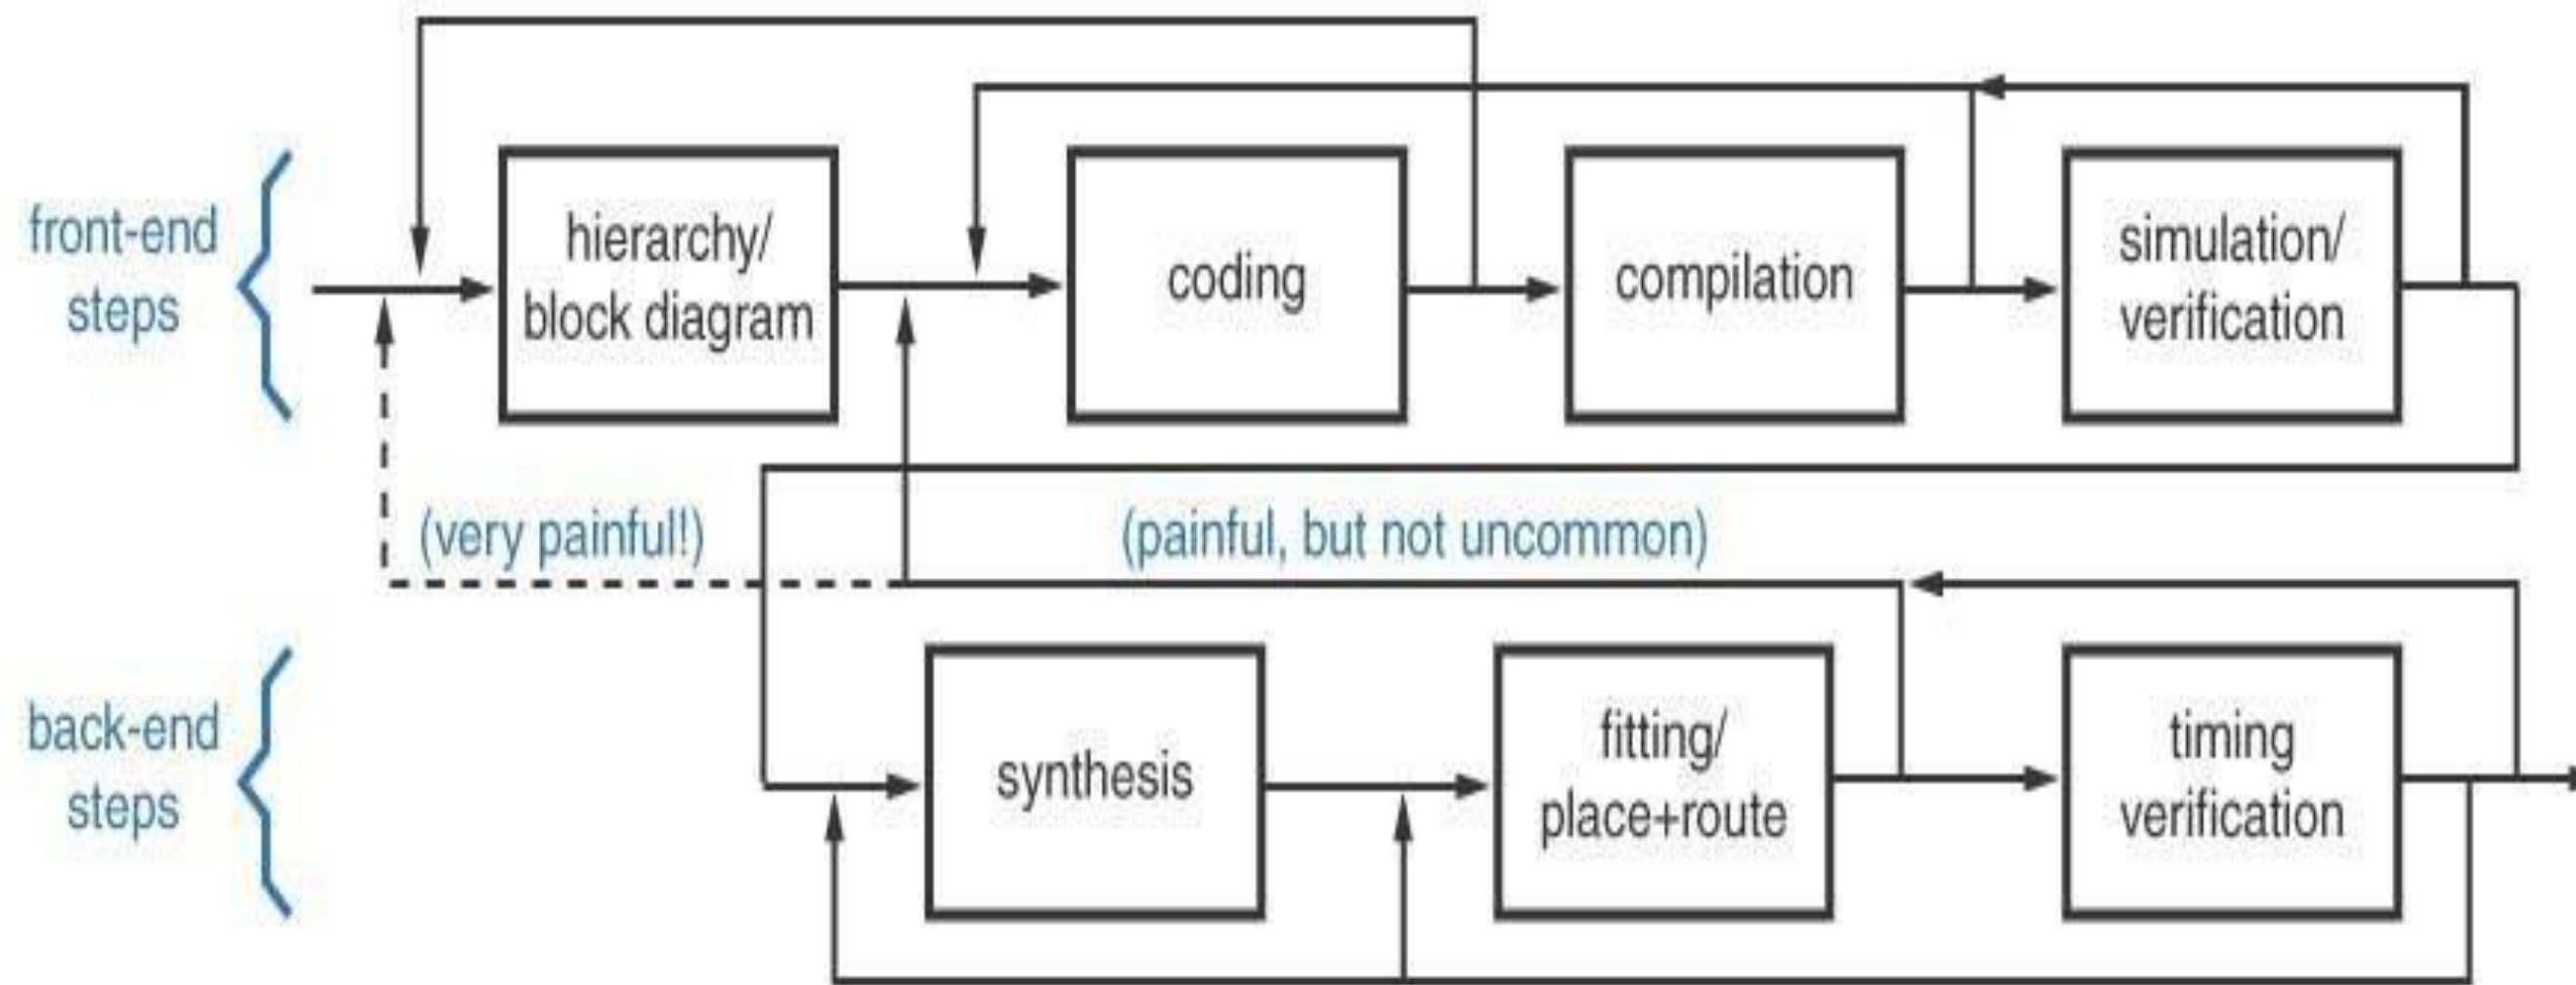 front-end
steps
hierarchy/
block diagram
coding
compilation
simulation/
verification
(very painful!)
(painful, but not uncommon)
back-end
steps
synthesis
fitting/
place+route
timing
verification